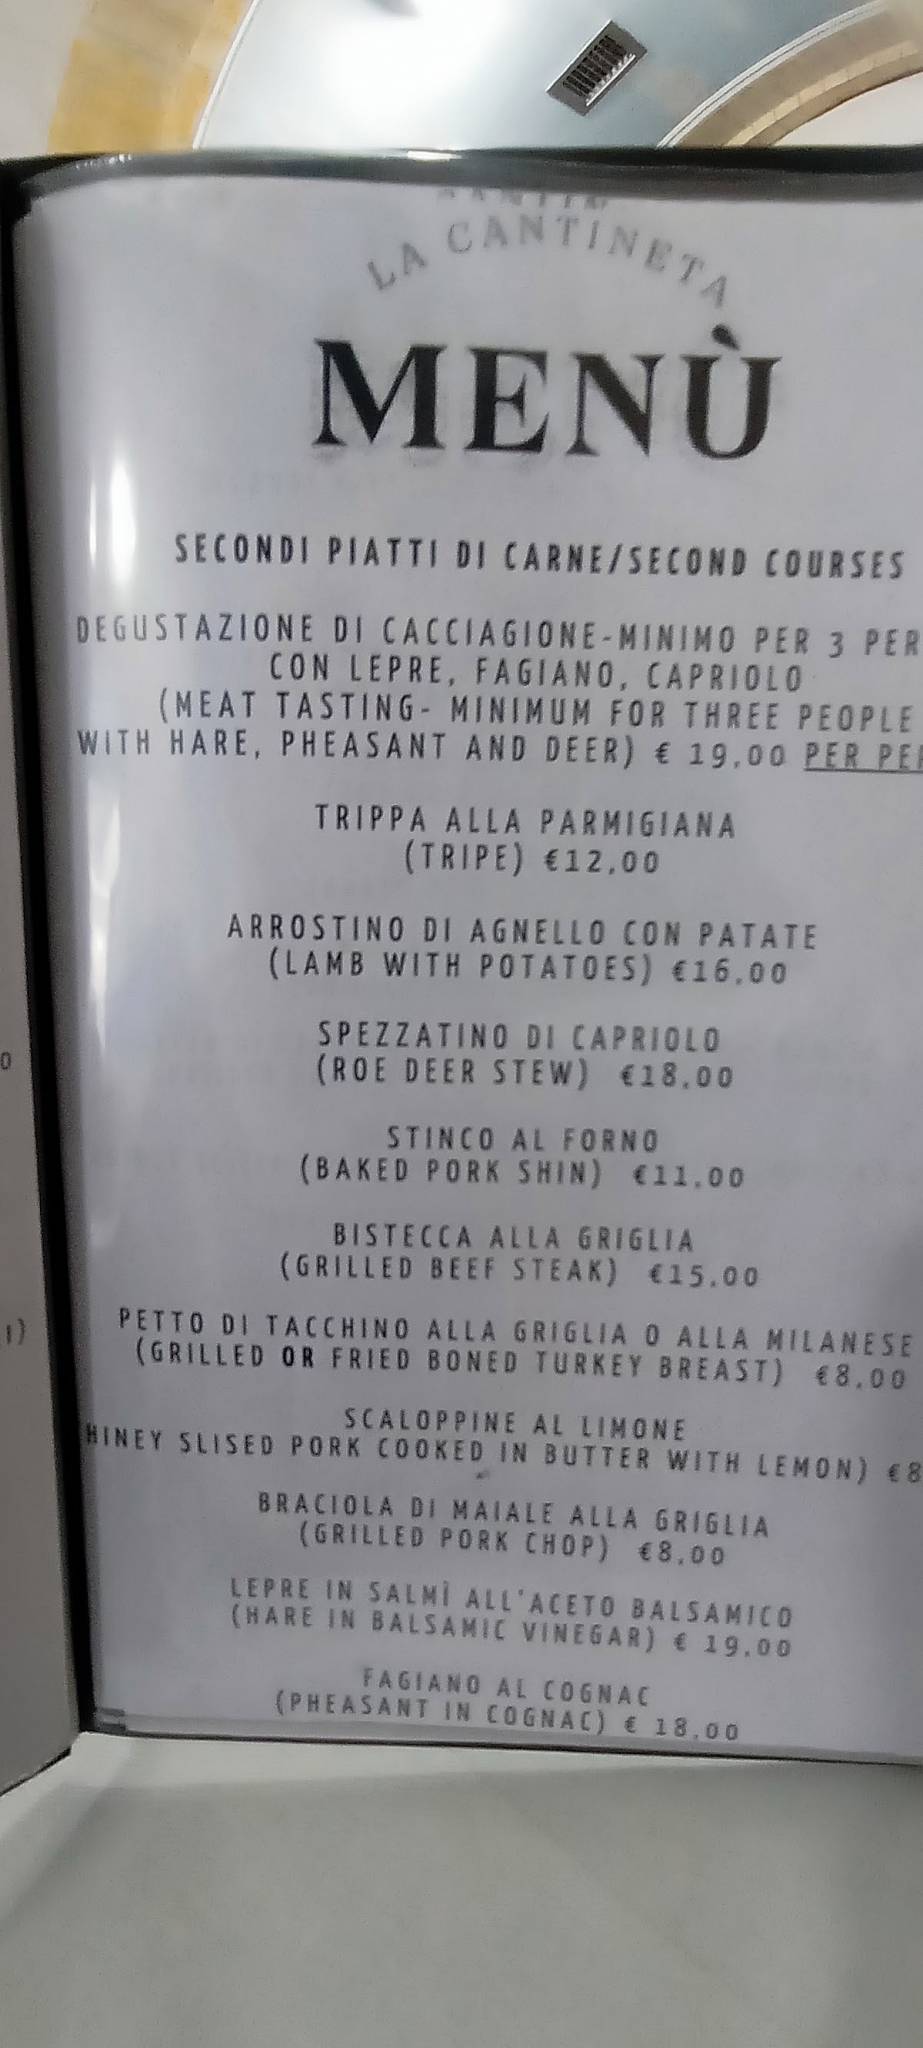 LA CANTINETA
MENÙ
SECONDI PIATTI DI CARNE/SECOND COURSES
DEGUSTAZIONE DI CACCIAGIONE-MINIMO PER 3 PER
CON LEPRE, FAGIANO, CAPRIOLO
(MEAT TASTING- MINIMUM FOR THREE PEOPLE
WITH HARE, PHEASANT AND DEER) € 19,00 PER PER
TRIPPA ALLA PARMIGIANA
(TRIPE) €12,00
ARROSTINO DI AGNELLO CON PATATE
(LAMB WITH POTATOES) €16,00
SPEZZATINO DI CAPRIOLO
(ROE DEER STEW) €18,00
STINCO AL FORNO
(BAKED PORK SHIN) €11,00
BISTECCA ALLA GRIGLIA
(GRILLED BEEF STEAK) €15,00
PETTO DI TACCHINO ALLA GRIGLIA O ALLA MILANESE
(GRILLED OR FRIED BONED TURKEY BREAST) €8,00
SCALOPPINE AL LIMONE
HINEY SLISED PORK COOKED IN BUTTER WITH LEMON) €8
BRACIOLA DI MAIALE ALLA GRIGLIA
(GRILLED PORK CHOP) €8,00
LEPRE IN SALMÌ ALL'ACETO BALSAMICO
(HARE IN BALSAMIC VINEGAR) € 19,00
FAGIANO AL COGNAC
(PHEASANT IN COGNAC) € 18,00